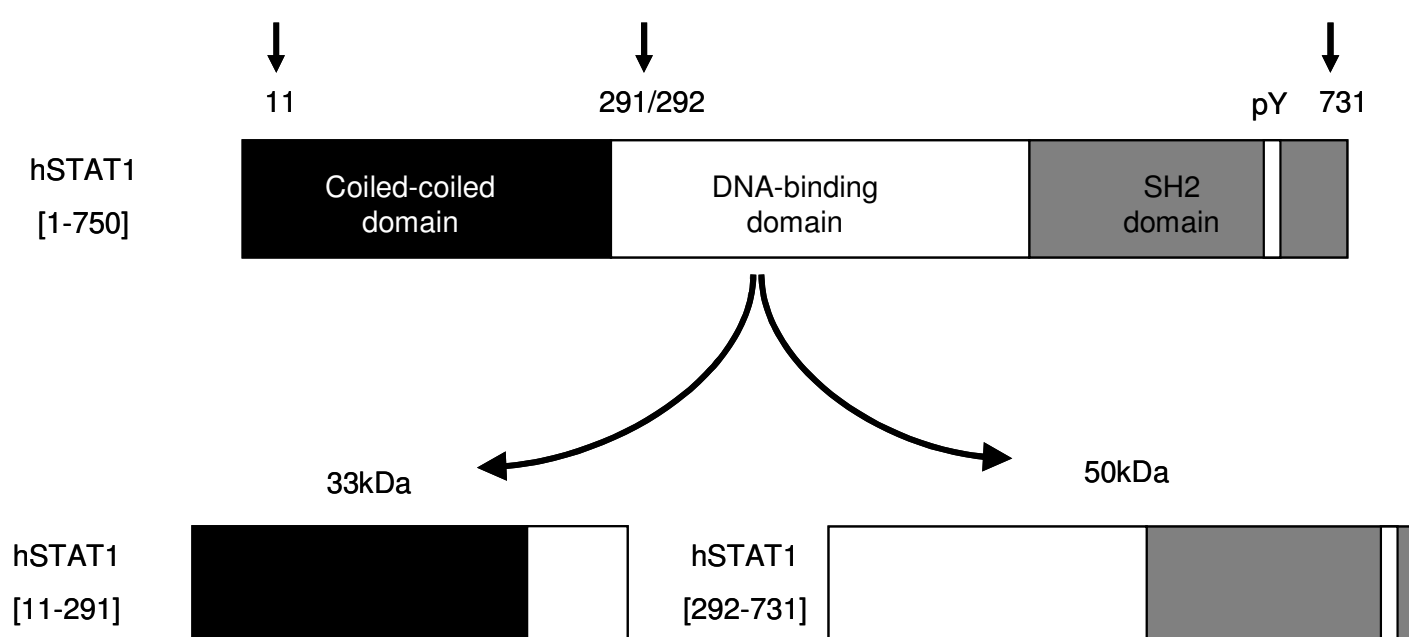 11
291/292
pY
731
hSTAT1
[1-750]
Coiled-coiled
domain
DNA-binding
domain
SH2
domain
33kDa
50kDa
hSTAT1
[11-291]
hSTAT1
[292-731]